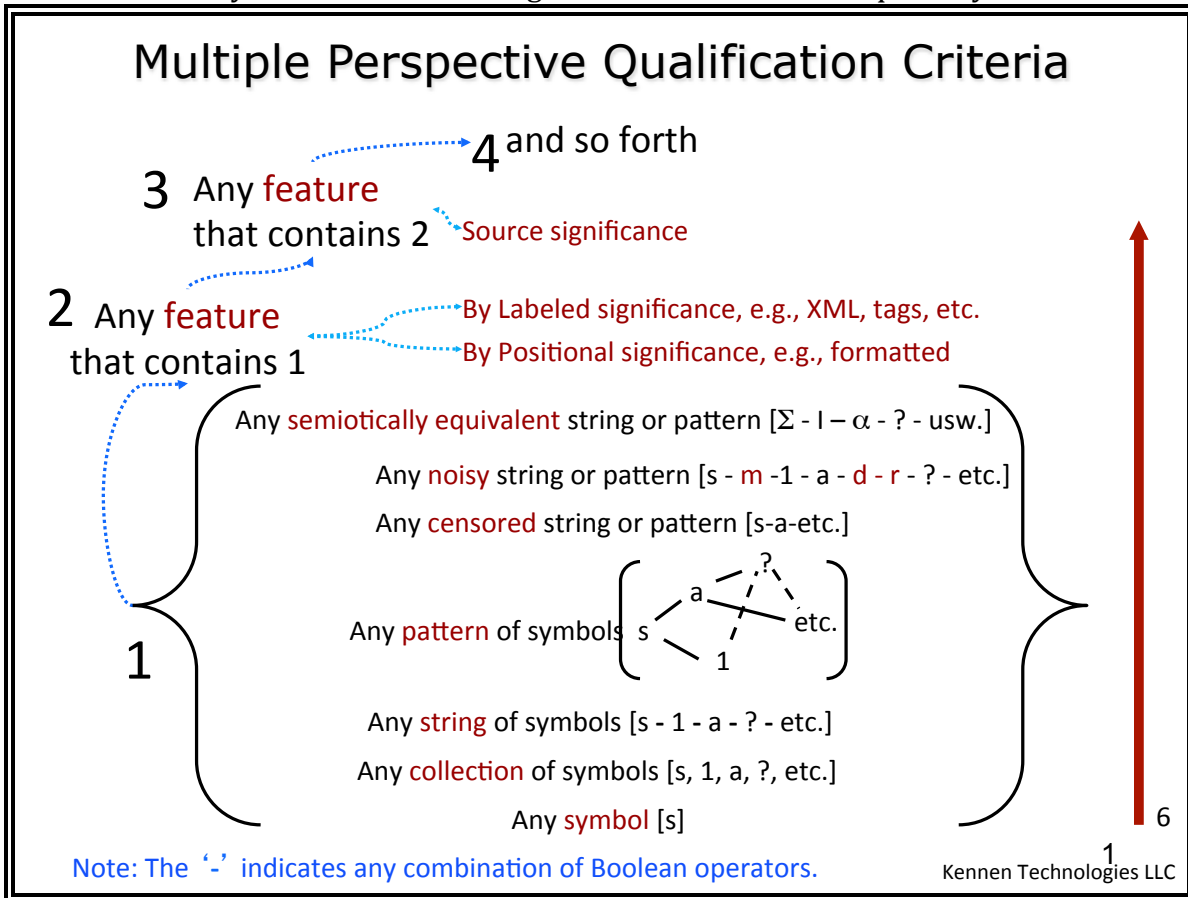 Multiple Perspective Qualification Criteria
4 and so forth
3 Any feature
that contains 2
Source significance
2 Any feature
that contains 1
By Labeled significance, e.g., XML, tags, etc.
By Positional significance, e.g., formatted
Any semiotically equivalent string or pattern [Σ - I – α - ? - usw.]
Any noisy string or pattern [s - m -1 - a - d - r - ? - etc.]
Any censored string or pattern [s-a-etc.]
1
Any pattern of symbols
?
a
s
etc.
1
Any string of symbols [s - 1 - a - ? - etc.]
Any collection of symbols [s, 1, a, ?, etc.]
Any symbol [s]
6
1
Note: The ‘-’ indicates any combination of Boolean operators.
Kennen Technologies LLC